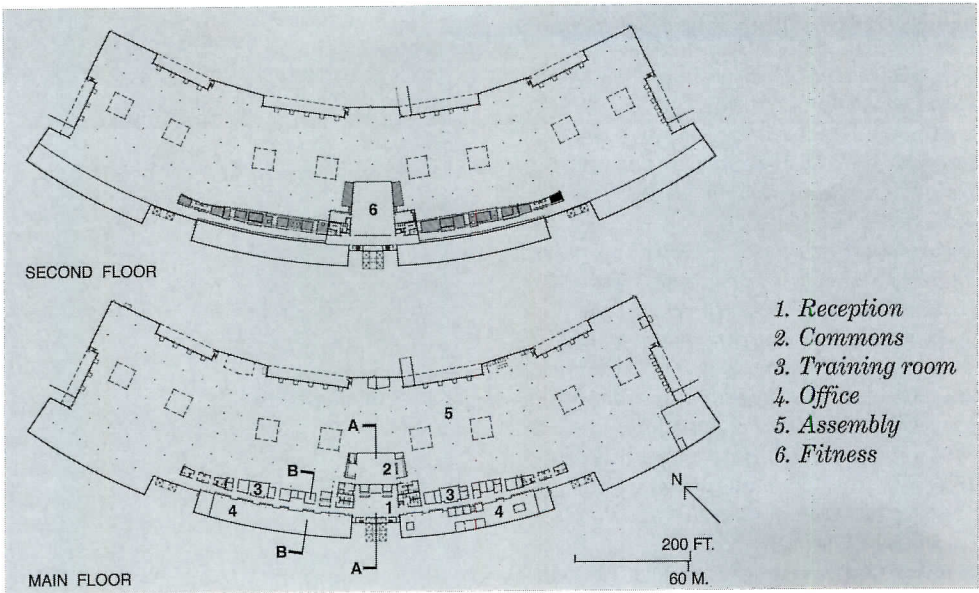 6
SECOND FLOOR
1. Reception
2. Commons
3. Training room
4. Office
5. Assembly
6. Fitness
5
A
2
B
3
3
1
4
4
B
A
N
200 FT.
60 M.
MAIN FLOOR